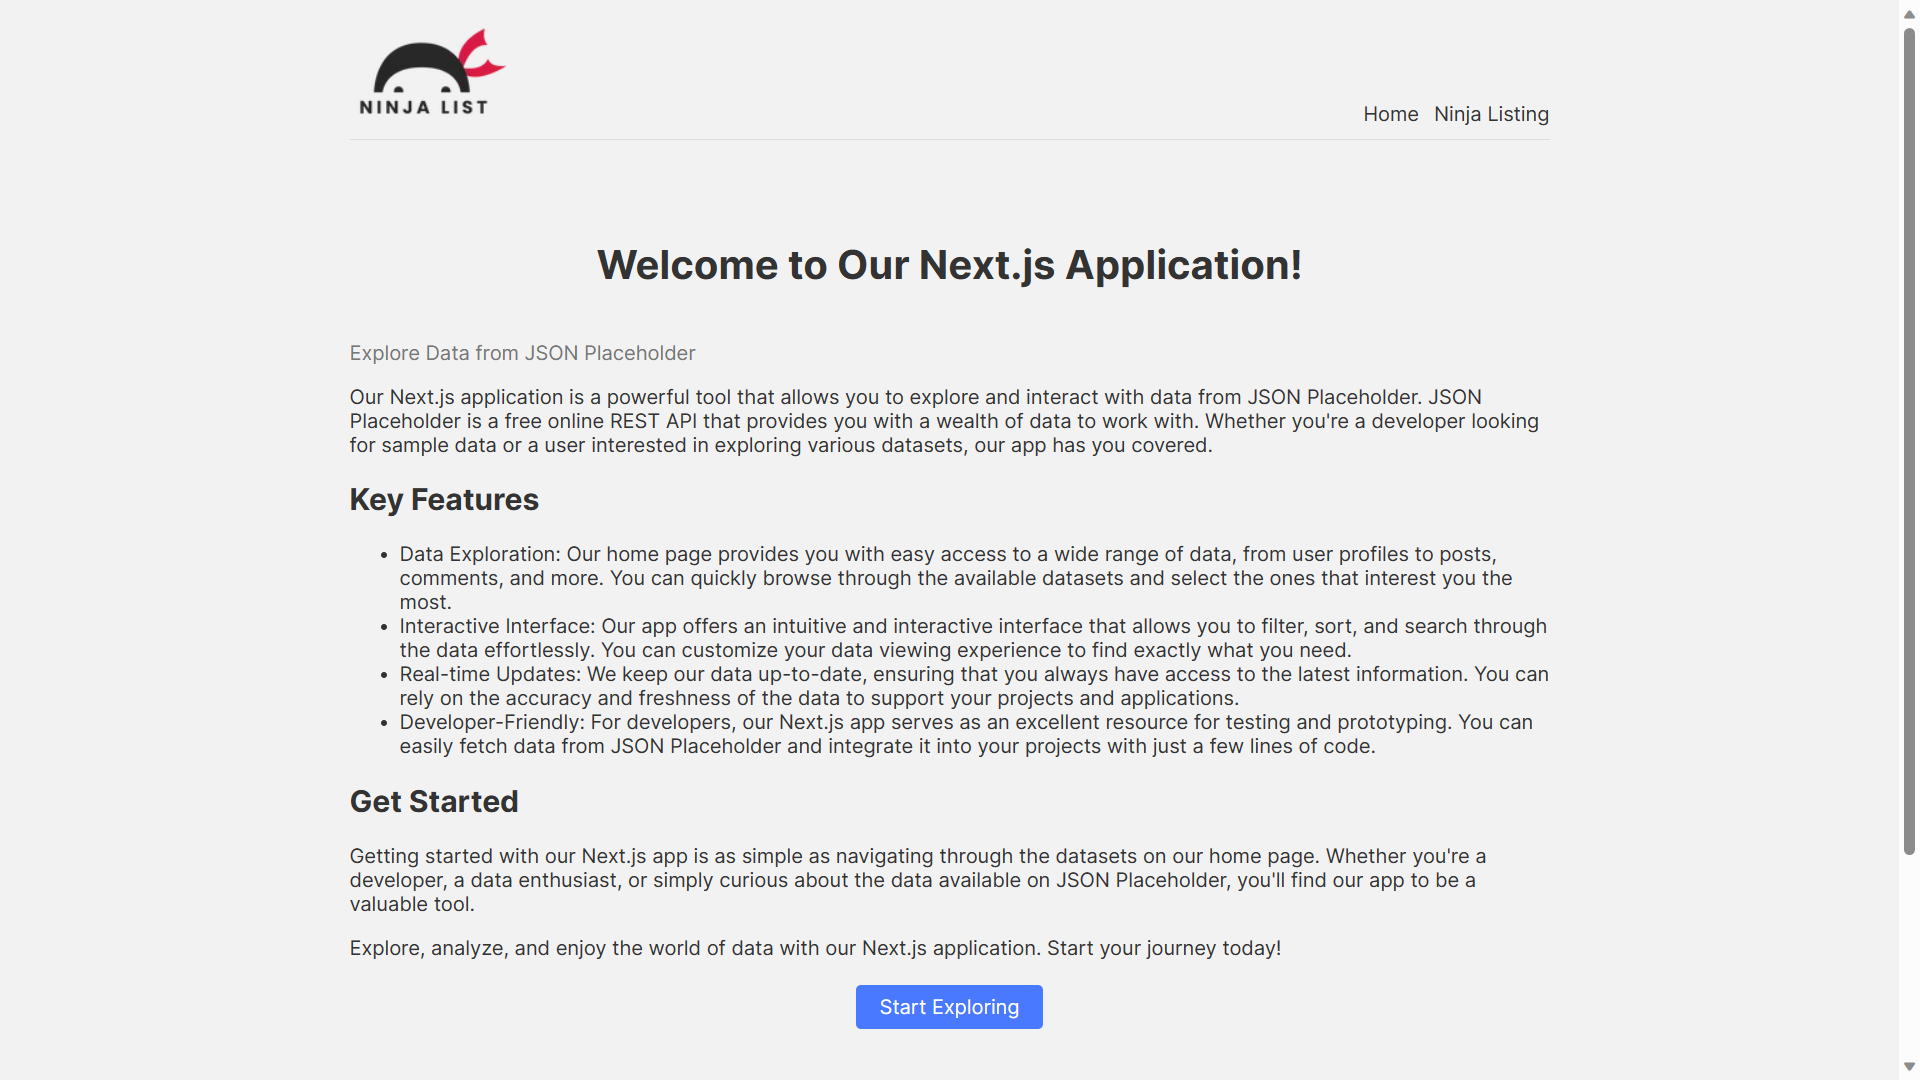 NINJA LIST
Home Ninja Listing
Welcome to Our Next.js Application!
Explore Data from JSON Placeholder
Our Next.js application is a powerful tool that allows you to explore and interact with data from JSON Placeholder. JSON
Placeholder is a free online REST API that provides you with a wealth of data to work with. Whether you're a developer looking
for sample data or a user interested in exploring various datasets, our app has you covered.
Key Features
• Data Exploration: Our home page provides you with easy access to a wide range of data, from user profiles to posts,
comments, and more. You can quickly browse through the available datasets and select the ones that interest you the
most.
• Interactive Interface: Our app offers an intuitive and interactive interface that allows you to filter, sort, and search through
the data effortlessly. You can customize your data viewing experience to find exactly what you need.
• Real-time Updates: We keep our data up-to-date, ensuring that you always have access to the latest information. You can
rely on the accuracy and freshness of the data to support your projects and applications.
• Developer-Friendly: For developers, our Next.js app serves as an excellent resource for testing and prototyping. You can
easily fetch data from JSON Placeholder and integrate it into your projects with just a few lines of code.
Get Started
Getting started with our Next.js app is as simple as navigating through the datasets on our home page. Whether you're a
developer, a data enthusiast, or simply curious about the data available on JSON Placeholder, you'll find our app to be a
valuable tool.
Explore, analyze, and enjoy the world of data with our Next.js application. Start your journey today!
Start Exploring